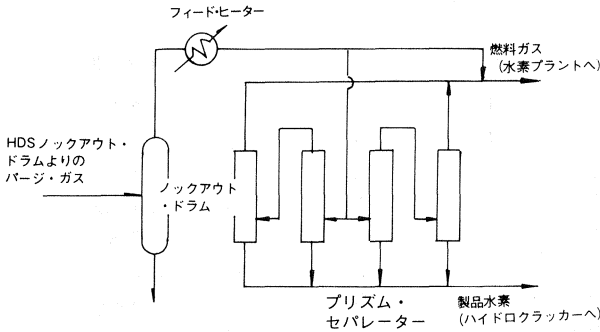 フィード・ヒーター
燃料ガス
(水素プラントへ)
HDSノックアウト・
ドラムよりの
パージ・ガス
ノックアウト
・ドラム
プリズム・
セパレーター
製品水素
(ハイドロクラッカーへ)